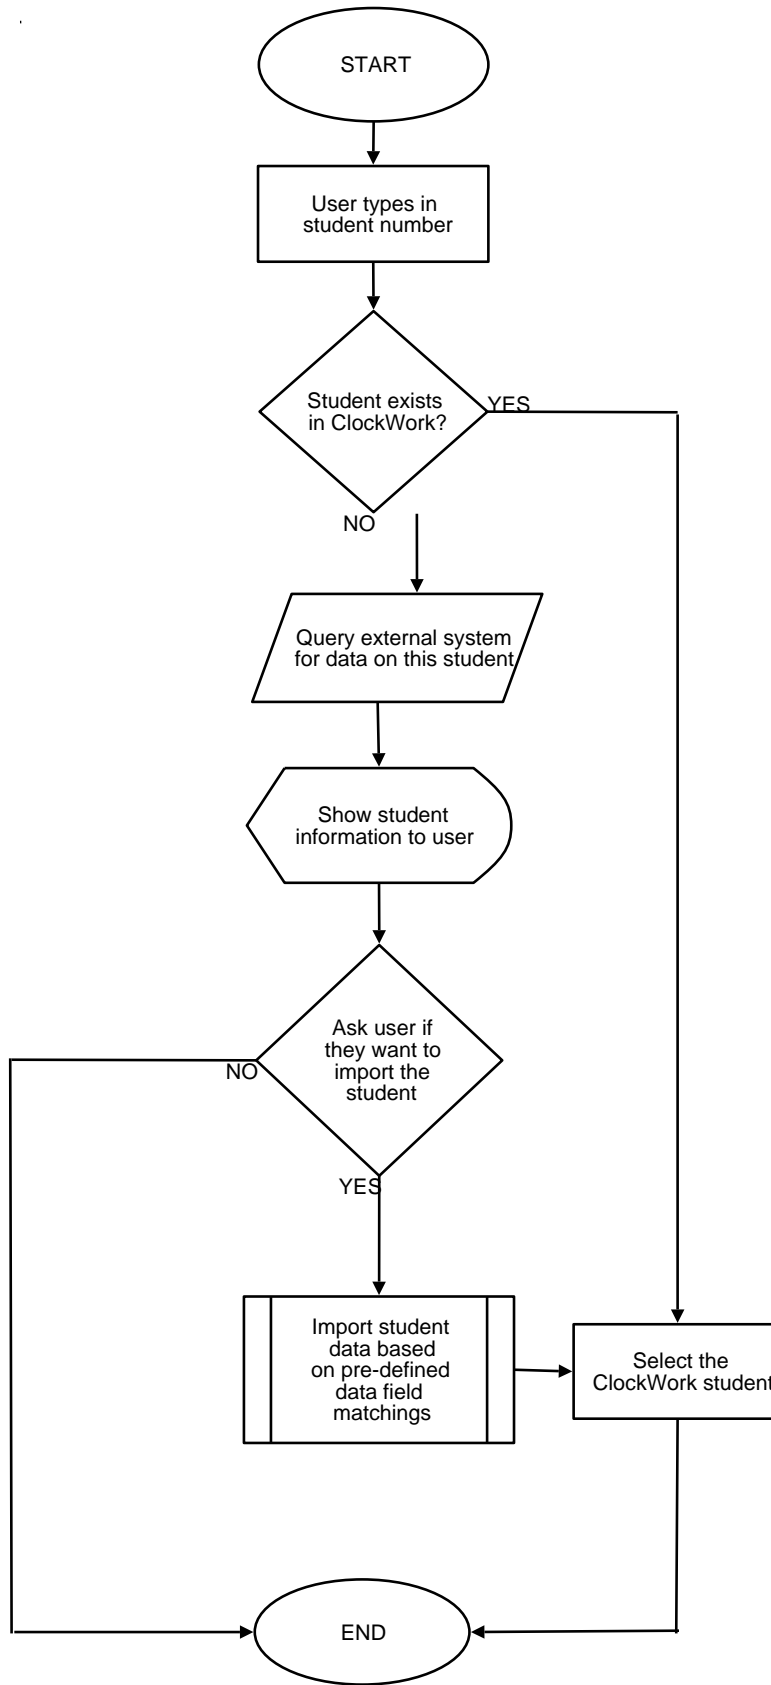 START
User types in
student number
Student exists
in ClockWork?
YES
NO
Query external system
for data on this student
Show student
information to user
Ask user if
they want to
import the
student
NO
YES
Import student
data based
on pre-defined
data field
matchings
Select the
ClockWork student
END